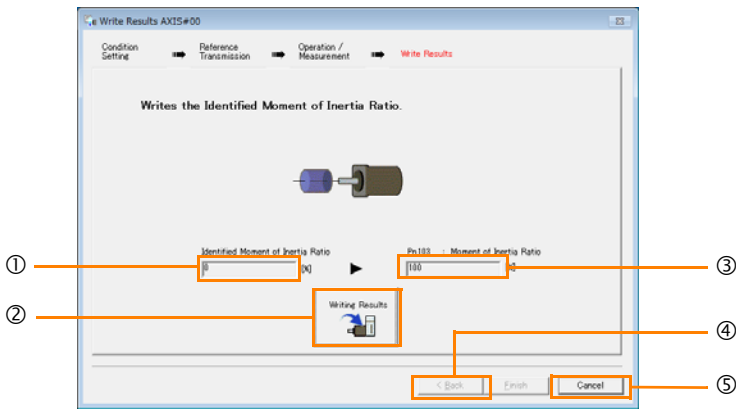 Write Results AXIS#00
Condition Setting
Reference Transmission
Operation / Measurement
Write Results
Writes the Identified Moment of Inertia Ratio.
Identified Moment of Inertia Ratio
Pn103 : Moment of Inertia Ratio
①
0
[%]
100
③
②
Writing Results
④
< Back
Finish
Cancel
⑤